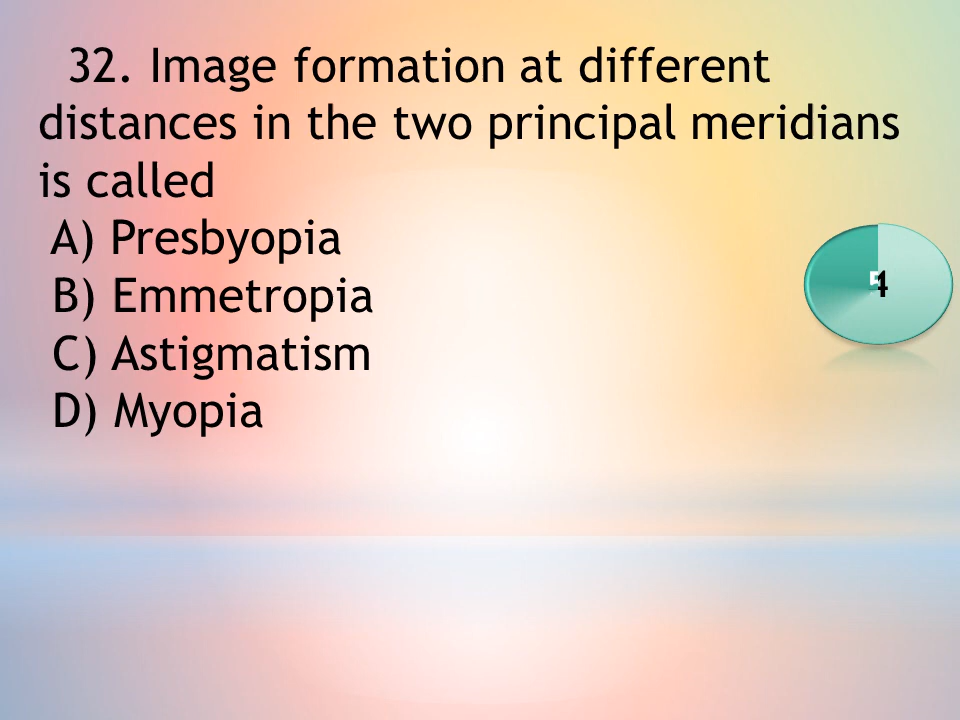 32. Image formation at different
distances in the two principal meridians
is called
A) Presbyopia
B) Emmetropia
C) Astigmatism
D) Myopia